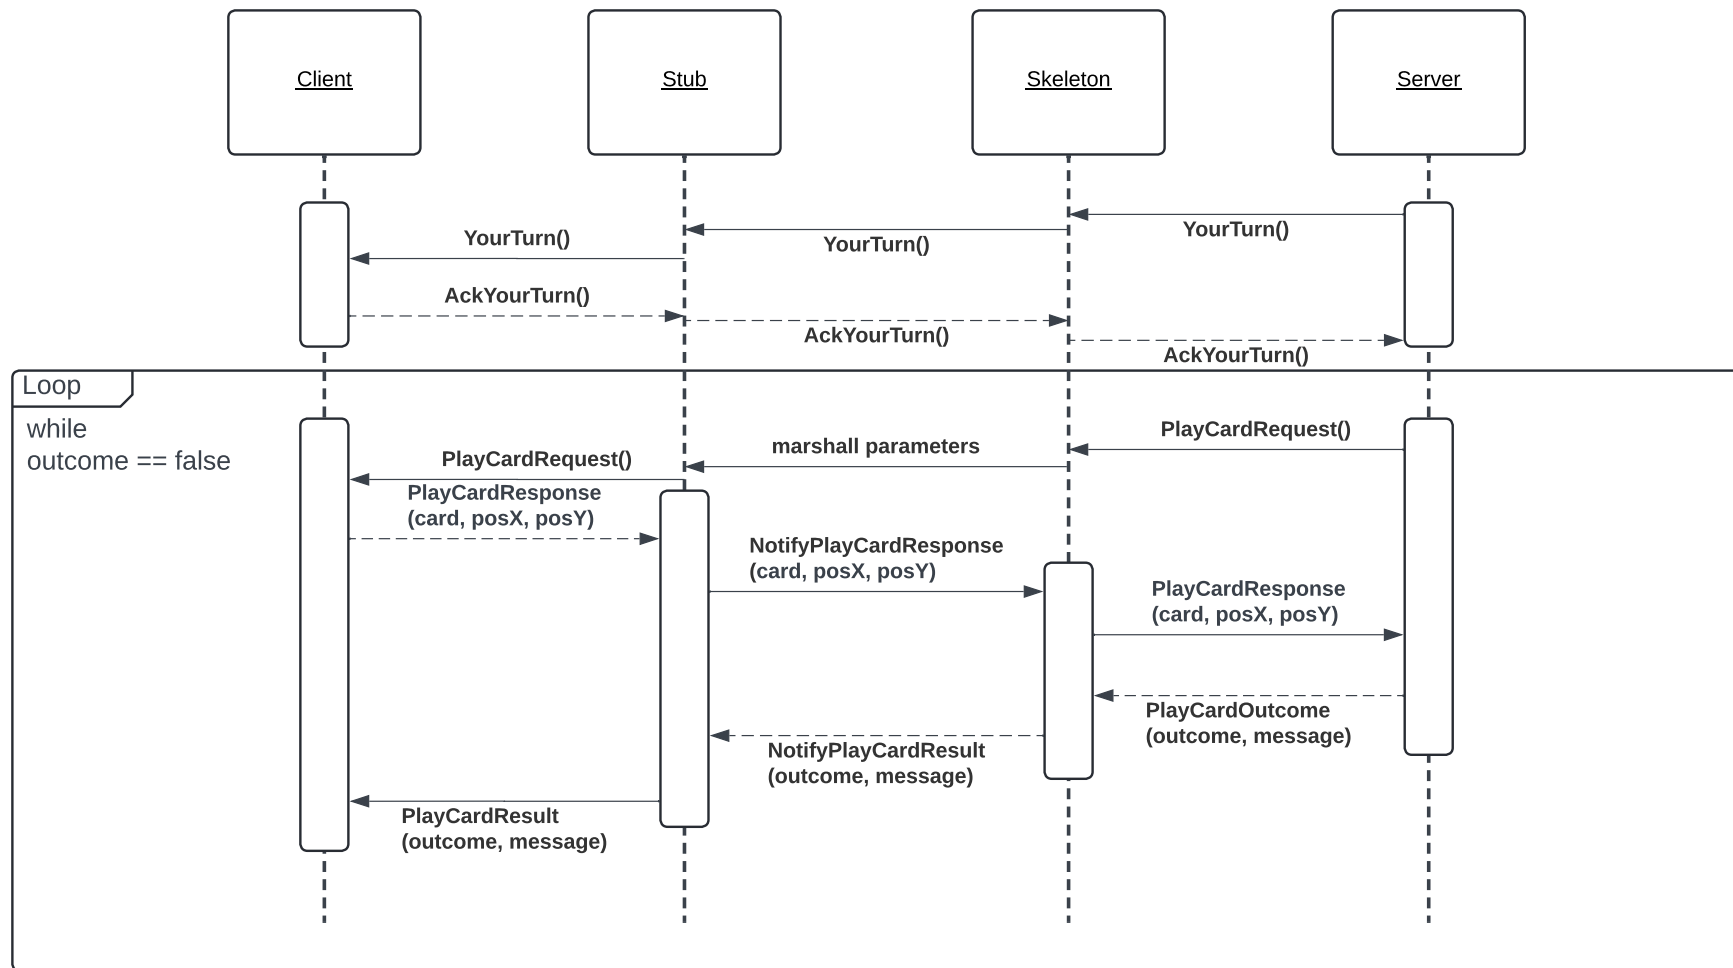 Client
Stub
Skeleton
Server
YourTurn()
YourTurn()
YourTurn()
AckYourTurn()
AckYourTurn()
AckYourTurn()
Loop
while
outcome == false
PlayCardRequest()
marshall parameters
PlayCardRequest()
PlayCardResponse
(card, posX, posY)
NotifyPlayCardResponse
(card, posX, posY)
PlayCardResponse
(card, posX, posY)
PlayCardOutcome
(outcome, message)
NotifyPlayCardResult
(outcome, message)
PlayCardResult
(outcome, message)